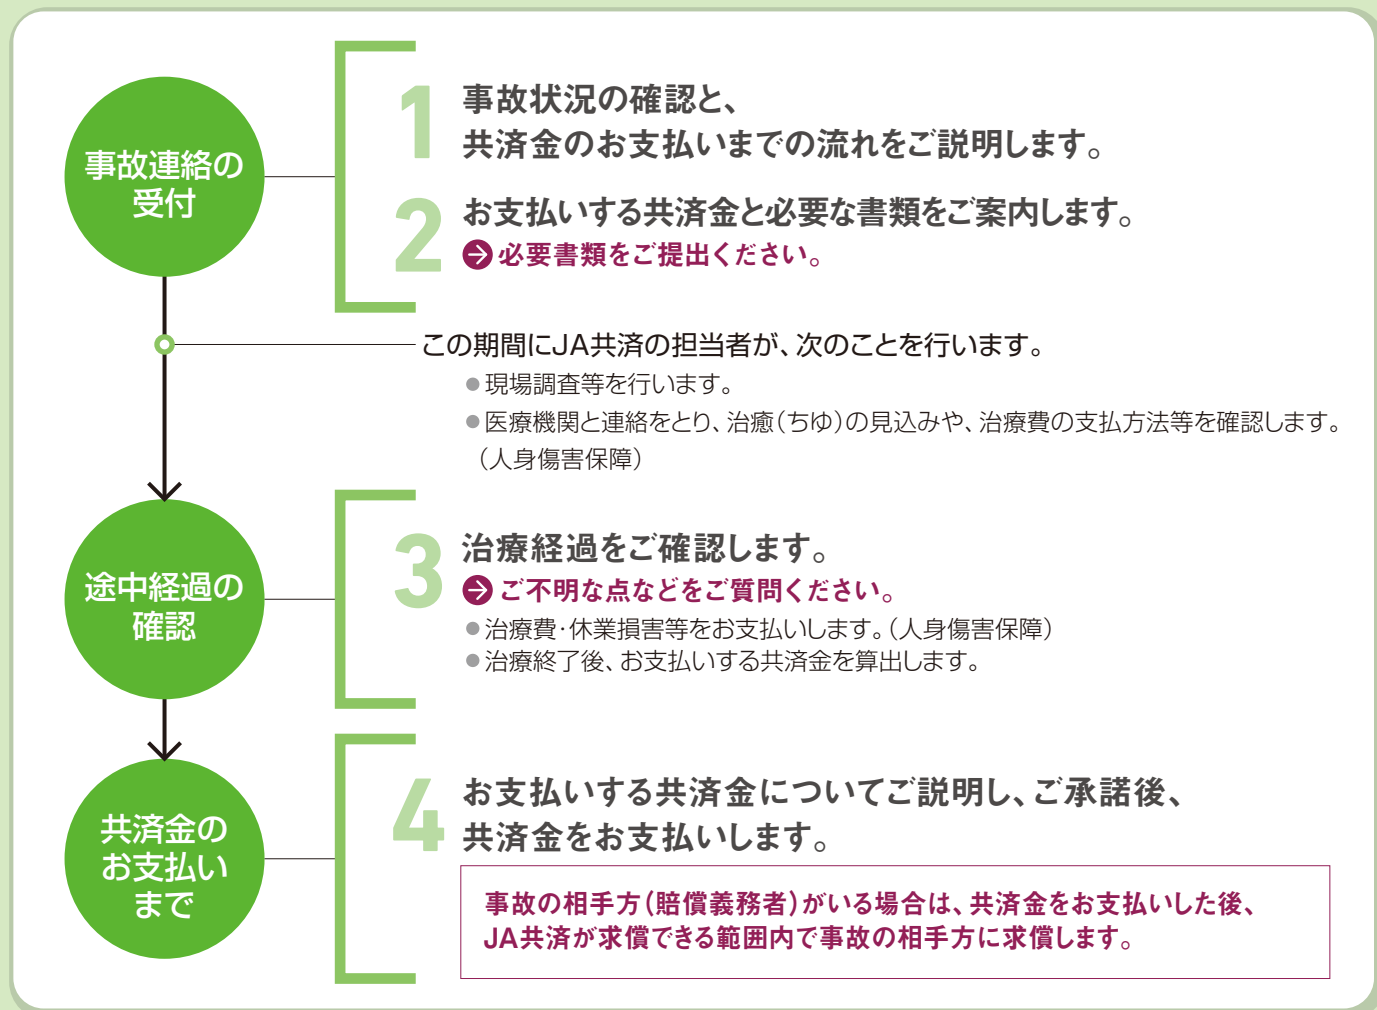 事故連絡の
受付
1
事故状況の確認と、
共済金のお支払いまでの流れをご説明します。
2
お支払いする共済金と必要な書類をご案内します。
必要書類をご提出ください。
この期間にJA共済の担当者が、次のことを行います。
●現場調査等を行います。
●医療機関と連絡をとり、治癒(ちゆ)の見込みや、治療費の支払方法等を確認します。
(人身傷害保障)
途中経過の
確認
3
治療経過をご確認します。
ご不明な点などをご質問ください。
●治療費・休業損害等をお支払いします。(人身傷害保障)
●治療終了後、お支払いする共済金を算出します。
共済金の
お支払い
まで
4
お支払いする共済金についてご説明し、ご承諾後、
共済金をお支払いします。
事故の相手方(賠償義務者)がいる場合は、共済金をお支払いした後、
JA共済が求償できる範囲内で事故の相手方に求償します。